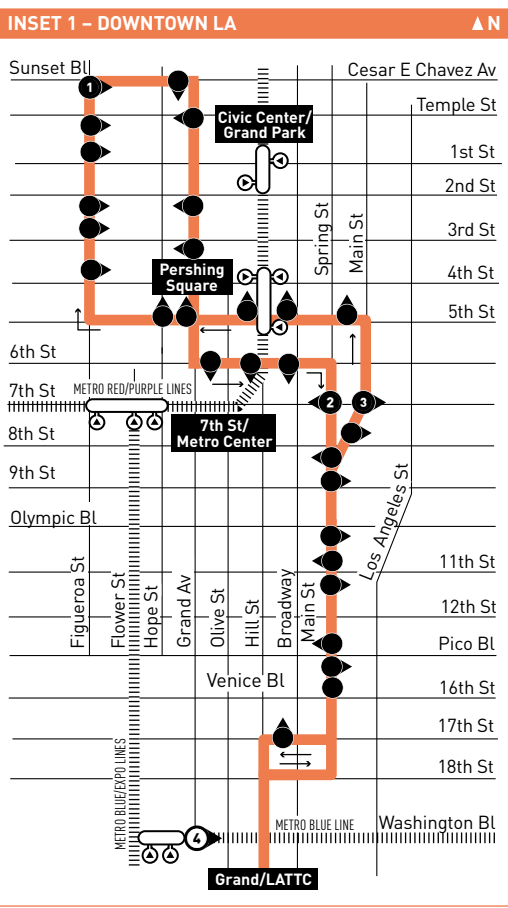 INSET 1 – DOWNTOWN LA
N
Sunset Bl
Cesar E Chavez Av
1
Temple St
Civic Center/
Grand Park
1st St
2nd St
Spring St
Main St
3rd St
4th St
Pershing
Square
5th St
6th St
7th St
METRO RED/PURPLE LINES
2
3
7th St/
Metro Center
8th St
9th St
Los Angeles St
Olympic Bl
11th St
Figueroa St
Flower St
Hope St
Grand Av
Olive St
Hill St
Broadway
Main St
12th St
Pico Bl
Venice Bl
16th St
17th St
18th St
METRO BLUE/EXPO LINES
METRO BLUE LINE
Washington Bl
4
Grand/LATTC